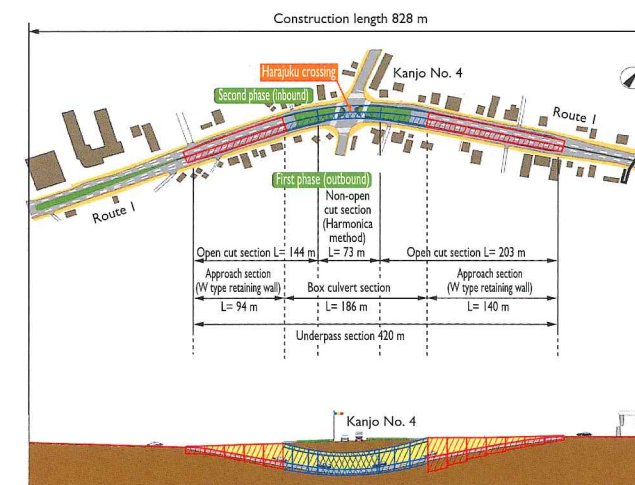 Construction length 828 m
Harajuku crossing
Kanjo No. 4
Second phase (inbound)
Route 1
First phase (outbound)
Route 1
Non-open
cut section
(Harmonica
method)
Open cut section L= 144 m
L= 73 m
Open cut section L= 203 m
Approach section
(W type retaining wall)
Box culvert section
Approach section
(W type retaining wall)
L= 94 m
L= 186 m
L= 140 m
Underpass section 420 m
Kanjo No. 4